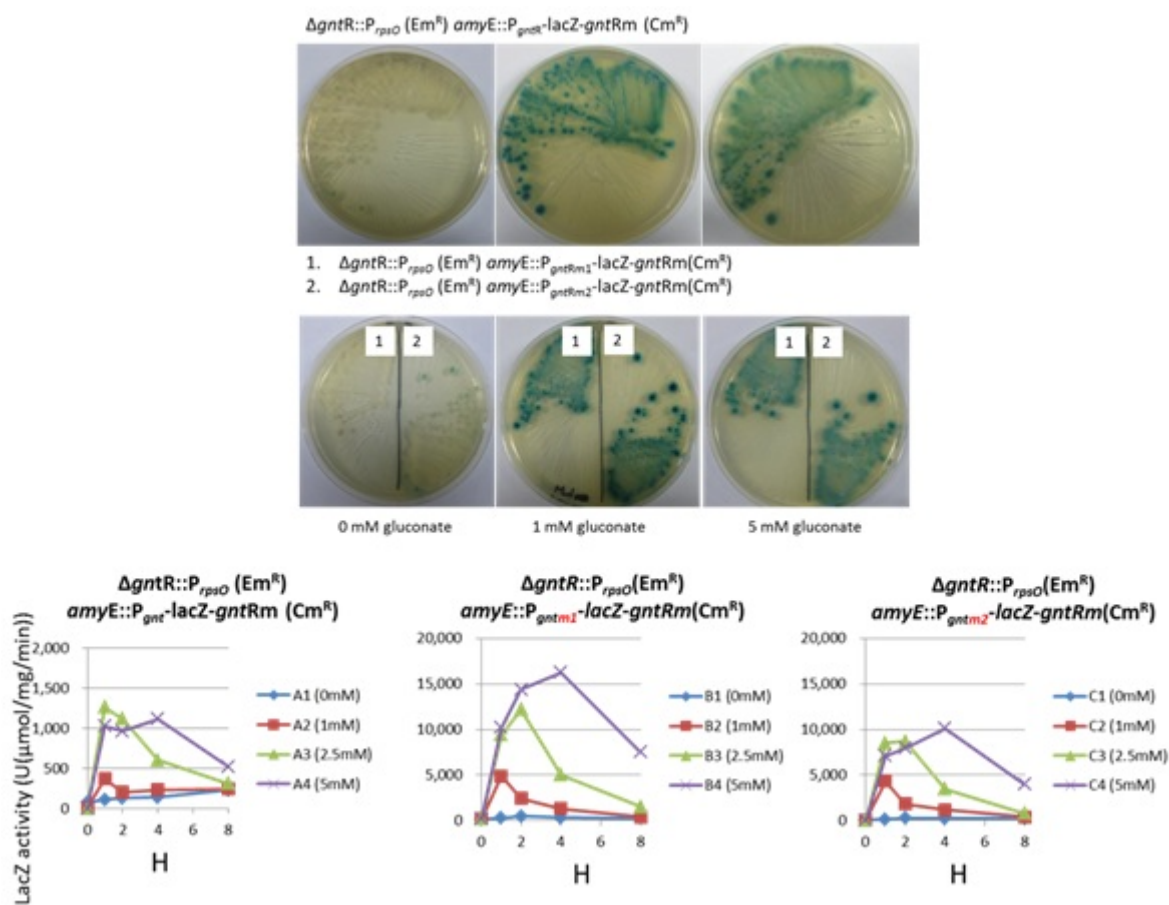 ΔgntR::PrpsO (EmR) amyE::PgntR-lacZ-gntRm (CmR)
1. ΔgntR::PrpsO (EmR) amyE::PgntRm1-lacZ-gntRm(CmR)
2. ΔgntR::PrpsO (EmR) amyE::PgntRm2-lacZ-gntRm(CmR)
1 2
1 2
1 2
0 mM gluconate
1 mM gluconate
5 mM gluconate
ΔgntR::PrpsO (EmR)
amyE::Pgnt-lacZ-gntRm (CmR)
LacZ activity (U(μmol/mg/min))
2,000
1,500
1,000
500
0
0 2 4 6 8
H
A1 (0mM)
A2 (1mM)
A3 (2.5mM)
A4 (5mM)
ΔgntR::PrpsO(EmR)
amyE::Pgntm1-lacZ-gntRm(CmR)
20,000
15,000
10,000
5,000
0
0 2 4 6 8
H
B1 (0mM)
B2 (1mM)
B3 (2.5mM)
B4 (5mM)
ΔgntR::PrpsO(EmR)
amyE::Pgntm2-lacZ-gntRm(CmR)
20,000
15,000
10,000
5,000
0
0 2 4 6 8
H
C1 (0mM)
C2 (1mM)
C3 (2.5mM)
C4 (5mM)